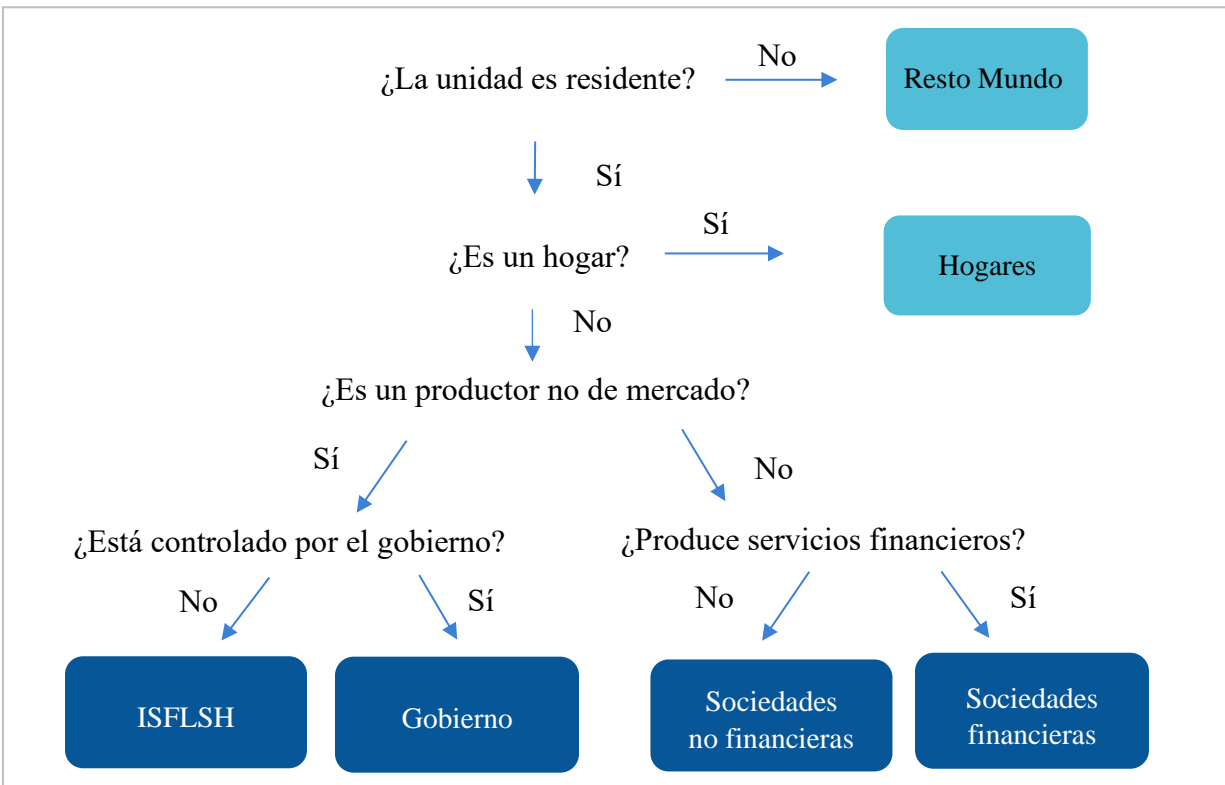 No
¿La unidad es residente?
Resto Mundo
Sí
Sí
¿Es un hogar?
Hogares
No
¿Es un productor no de mercado?
Sí
No
¿Está controlado por el gobierno?
¿Produce servicios financieros?
No
Sí
No
Sí
ISFLSH
Gobierno
Sociedades
no financieras
Sociedades
financieras